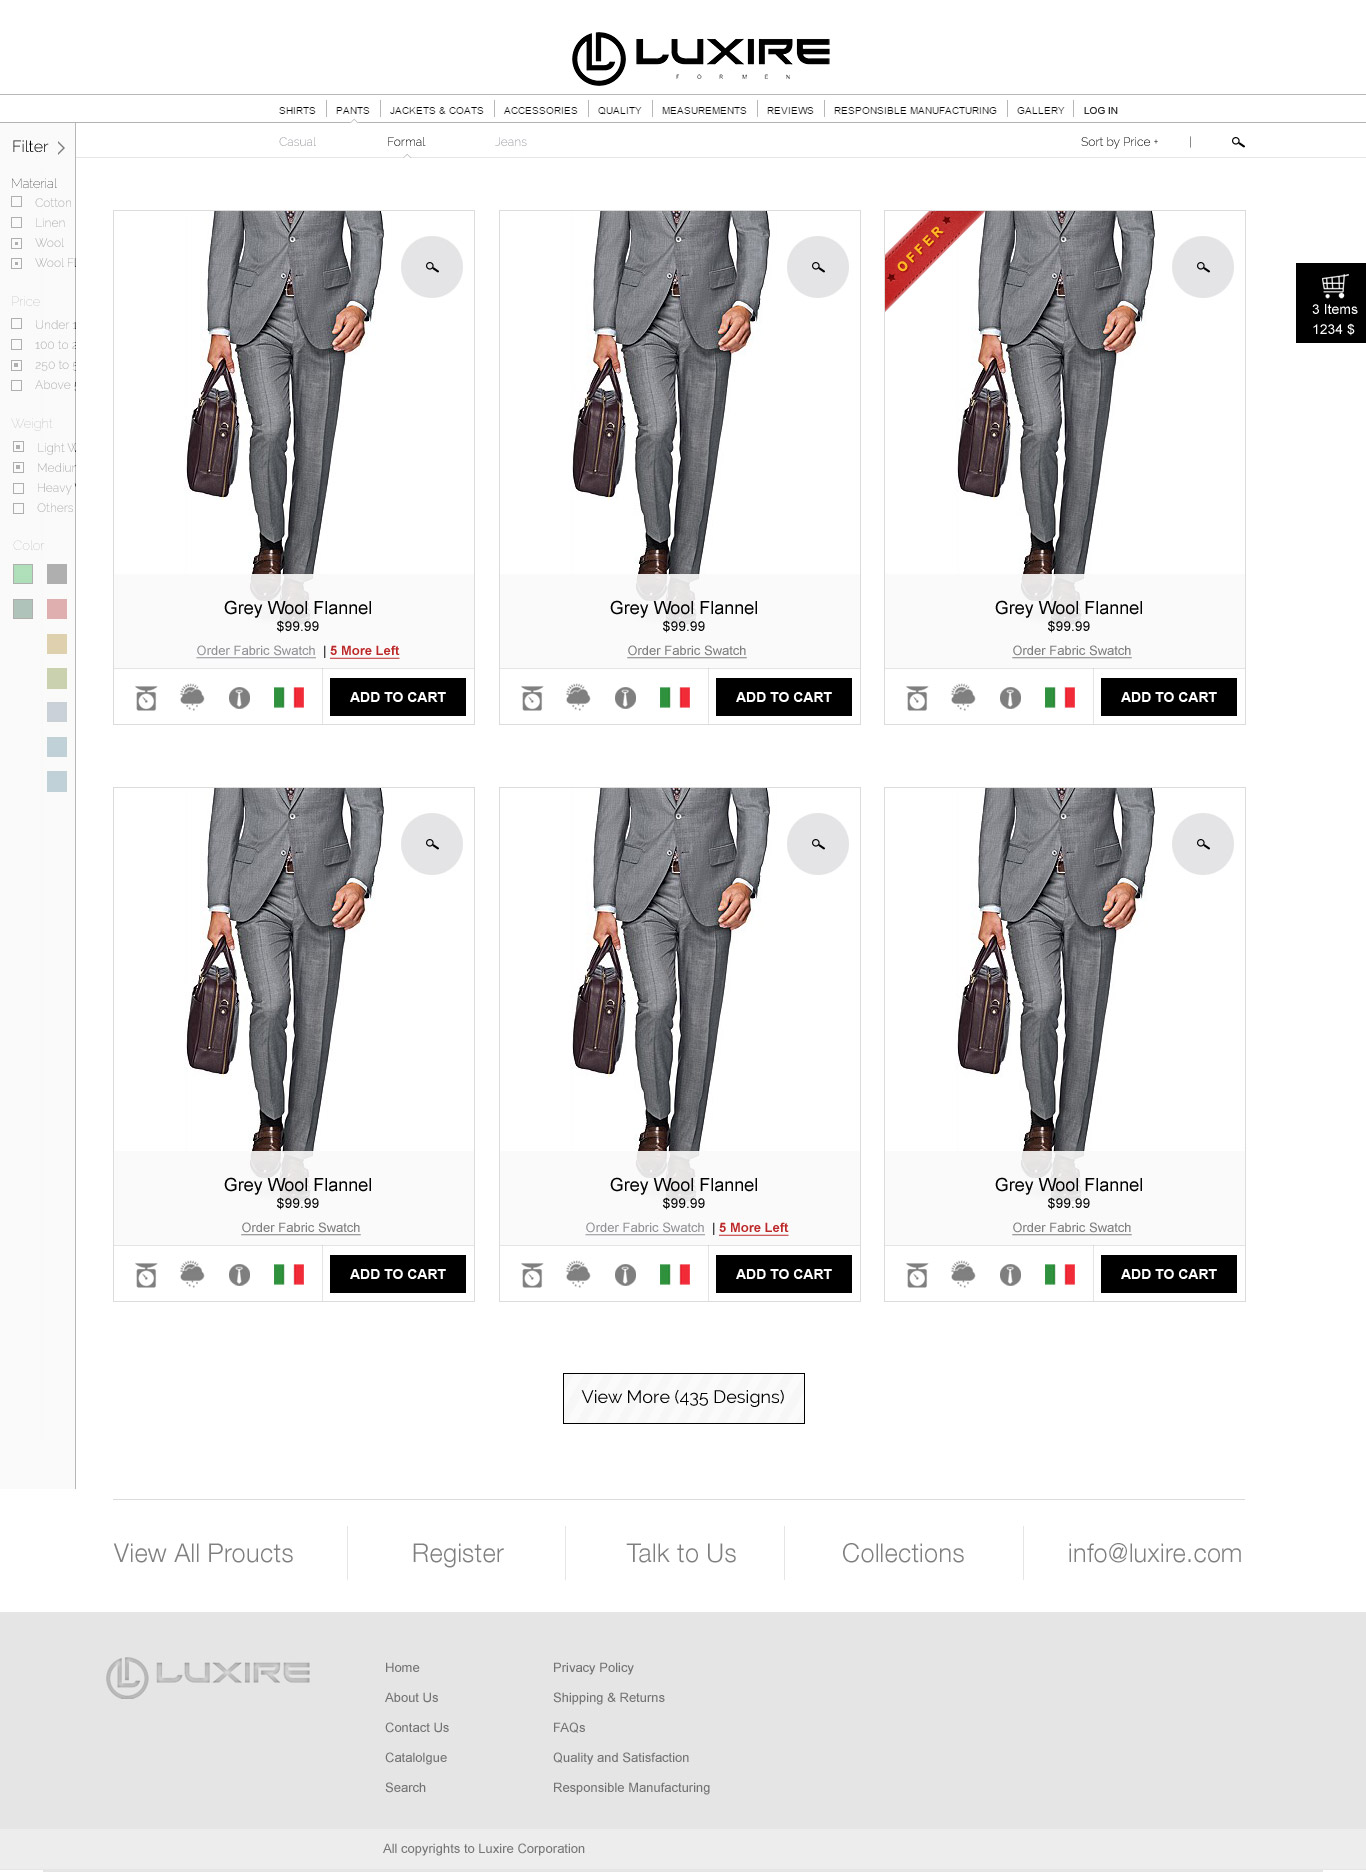 LUXIRE
FOR MEN
SHIRTS PANTS JACKETS & COATS ACCESSORIES QUALITY MEASUREMENTS REVIEWS RESPONSIBLE MANUFACTURING GALLERY LOG IN
Casual Formal Jeans Sort by Price + |
Filter
Material
Cotton
Linen
Wool
Wool Fl
Price
Under 1
100 to 2
250 to 5
Above 5
Weight
Light W
Medium
Heavy
Others
Color
OFFER
3 Items
1234 $
Grey Wool Flannel
$99.99
Order Fabric Swatch | 5 More Left
ADD TO CART
Grey Wool Flannel
$99.99
Order Fabric Swatch
ADD TO CART
Grey Wool Flannel
$99.99
Order Fabric Swatch
ADD TO CART
Grey Wool Flannel
$99.99
Order Fabric Swatch
ADD TO CART
Grey Wool Flannel
$99.99
Order Fabric Swatch | 5 More Left
ADD TO CART
Grey Wool Flannel
$99.99
Order Fabric Swatch
ADD TO CART
View More (435 Designs)
View All Proucts Register Talk to Us Collections info@luxire.com
LUXIRE
Home
About Us
Contact Us
Catalolgue
Search
Privacy Policy
Shipping & Returns
FAQs
Quality and Satisfaction
Responsible Manufacturing
All copyrights to Luxire Corporation